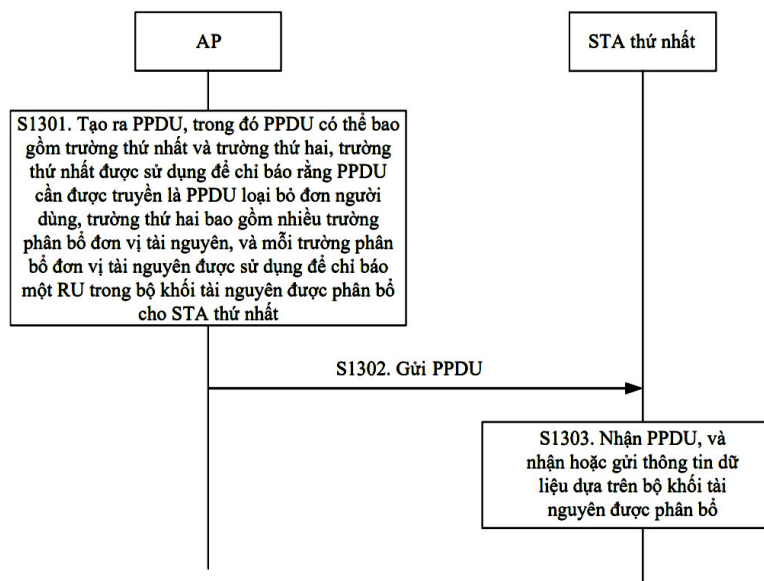 AP
STA thứ nhất
S1301. Tạo ra PPDU, trong đó PPDU có thể bao
gồm trường thứ nhất và trường thứ hai, trường
thứ nhất được sử dụng để chỉ báo rằng PPDU
cần được truyền là PPDU loại bỏ đơn người
dùng, trường thứ hai bao gồm nhiều trường
phân bổ đơn vị tài nguyên, và mỗi trường phân
bổ đơn vị tài nguyên được sử dụng để chỉ báo
một RU trong bộ khối tài nguyên được phân bổ
cho STA thứ nhất
S1302. Gửi PPDU
S1303. Nhận PPDU, và
nhận hoặc gửi thông tin dữ
liệu dựa trên bộ khối tài
nguyên được phân bổ